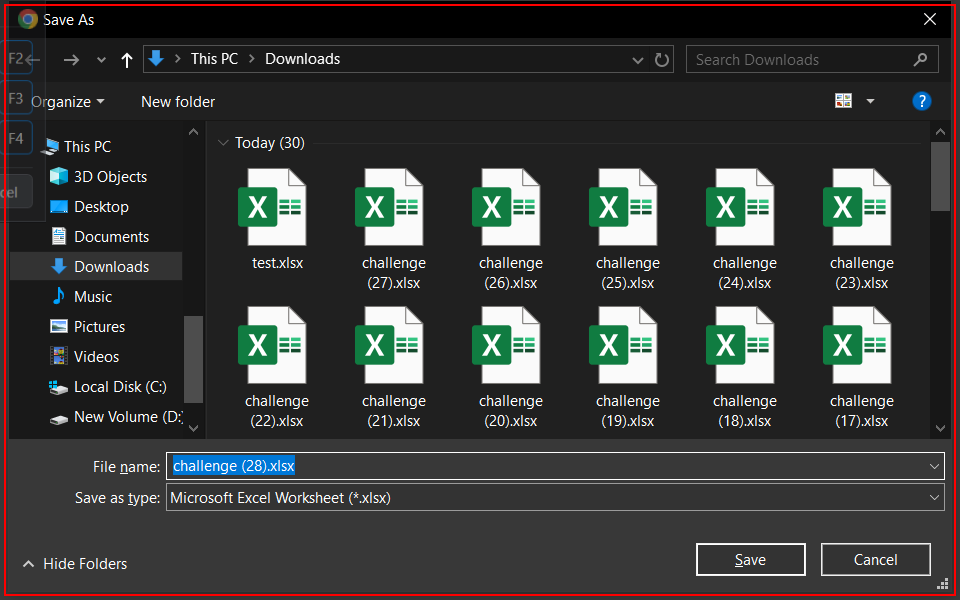 Save As
F2
This PC
Downloads
Search Downloads
F3
Organize
New folder
?
F4
This PC
3D Objects
Desktop
Documents
Downloads
Music
Pictures
Videos
Local Disk (C:)
New Volume (D:)
cel
Today (30)
test.xlsx
challenge
(27).xlsx
challenge
(26).xlsx
challenge
(25).xlsx
challenge
(24).xlsx
challenge
(23).xlsx
challenge
(22).xlsx
challenge
(21).xlsx
challenge
(20).xlsx
challenge
(19).xlsx
challenge
(18).xlsx
challenge
(17).xlsx
File name: challenge (28).xlsx
Save as type: Microsoft Excel Worksheet (*.xlsx)
Hide Folders
Save
Cancel